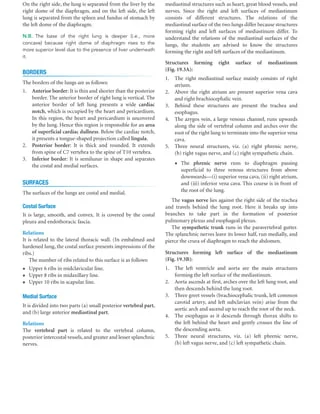 On the right side, the lung is separated from the liver by the
right dome of the diaphragm, and on the left side, the left
lung is separated from the spleen and fundus of stomach by
the left dome of the diaphragm.
N.B. The base of the right lung is deeper (i.e., more
concave) because right dome of diaphragm rises to the
more superior level due to the presence of liver underneath
it.
BORDERS
The borders of the lungs are as follows:
1. Anterior border: It is thin and shorter than the posterior
border. The anterior border of right lung is vertical. The
anterior border of left lung presents a wide cardiac
notch, which is occupied by the heart and pericardium.
In this region, the heart and pericardium is uncovered
by the lung. Hence this region is responsible for an area
of superficial cardiac dullness. Below the cardiac notch,
it presents a tongue-shaped projection called lingula.
2. Posterior border: It is thick and rounded. It extends
from spine of C7 vertebra to the spine of T10 vertebra.
3. Inferior border: It is semilunar in shape and separates
the costal and medial surfaces.
SURFACES
The surfaces of the lungs are costal and medial.
Costal Surface
It is large, smooth, and convex. It is covered by the costal
pleura and endothoracic fascia.
Relations
It is related to the lateral thoracic wall. (In embalmed and
hardened lung, the costal surface presents impressions of the
ribs.)
The number of ribs related to this surface is as follows:
• Upper 6 ribs in midclavicular line.
• Upper 8 ribs in midaxillary line.
• Upper 10 ribs in scapular line.
Medial Surface
It is divided into two parts (a) small posterior vertebral part,
and (b) large anterior mediastinal part.
Relations
The vertebral part is related to the vertebral column,
posterior intercostal vessels, and greater and lesser splanchnic
nerves.
mediastinal structures such as heart, great blood vessels, and
nerves. Since the right and left surfaces of mediastinum
consists of different structures. The relations of the
mediastinal surface of the two lungs differ because structures
forming right and left surfaces of mediastinum differ. To
understand the relations of the mediastinal surface of the
lungs, the students are advised to know the structures
forming the right and left surfaces of the mediastinum.
Structures forming right surface of mediastinum
(Fig. 19.5A):
1. The right mediastinal surface mainly consists of right
atrium.
2. Above the right atrium are present superior vena cava
and right brachiocephalic vein.
3. Behind these structures are present the trachea and
esophagus.
4. The azygos vein, a large venous channel, runs upwards
along the side of vertebral column and arches over the
root of the right lung to terminate into the superior vena
cava.
5. Three neural structures, viz. (a) right phrenic nerve,
(b) right vagus nerve, and (c) right sympathetic chain.
• The phrenic nerve runs to diaphragm passing
superficial to three venous structures from above
downwards—(i) superior vena cava, (ii) right atrium,
and (iii) inferior vena cava. This course is in front of
the root of the lung.
The vagus nerve lies against the right side of the trachea
and travels behind the lung root. Here it breaks up into
branches to take part in the formation of posterior
pulmonary plexus and esophageal plexus.
The sympathetic trunk runs in the paravertebral gutter.
The splanchnic nerves leave its lower half, run medially, and
pierce the crura of diaphragm to reach the abdomen.
Structures forming left surface of the mediastinum
(Fig. 19.5B):
1. The left ventricle and aorta are the main structures
forming the left surface of the mediastinum.
2. Aorta ascends at first, arches over the left lung root, and
then descends behind the lung root.
3. Three great vessels (brachiocephalic trunk, left common
carotid artery, and left subclavian vein) arise from the
aortic arch and ascend up to reach the root of the neck.
4. The esophagus as it descends through thorax shifts to
the left behind the heart and gently crosses the line of
the descending aorta.
5. Three neural structures, viz. (a) left phrenic nerve,
(b) left vagus nerve, and (c) left sympathetic chain.